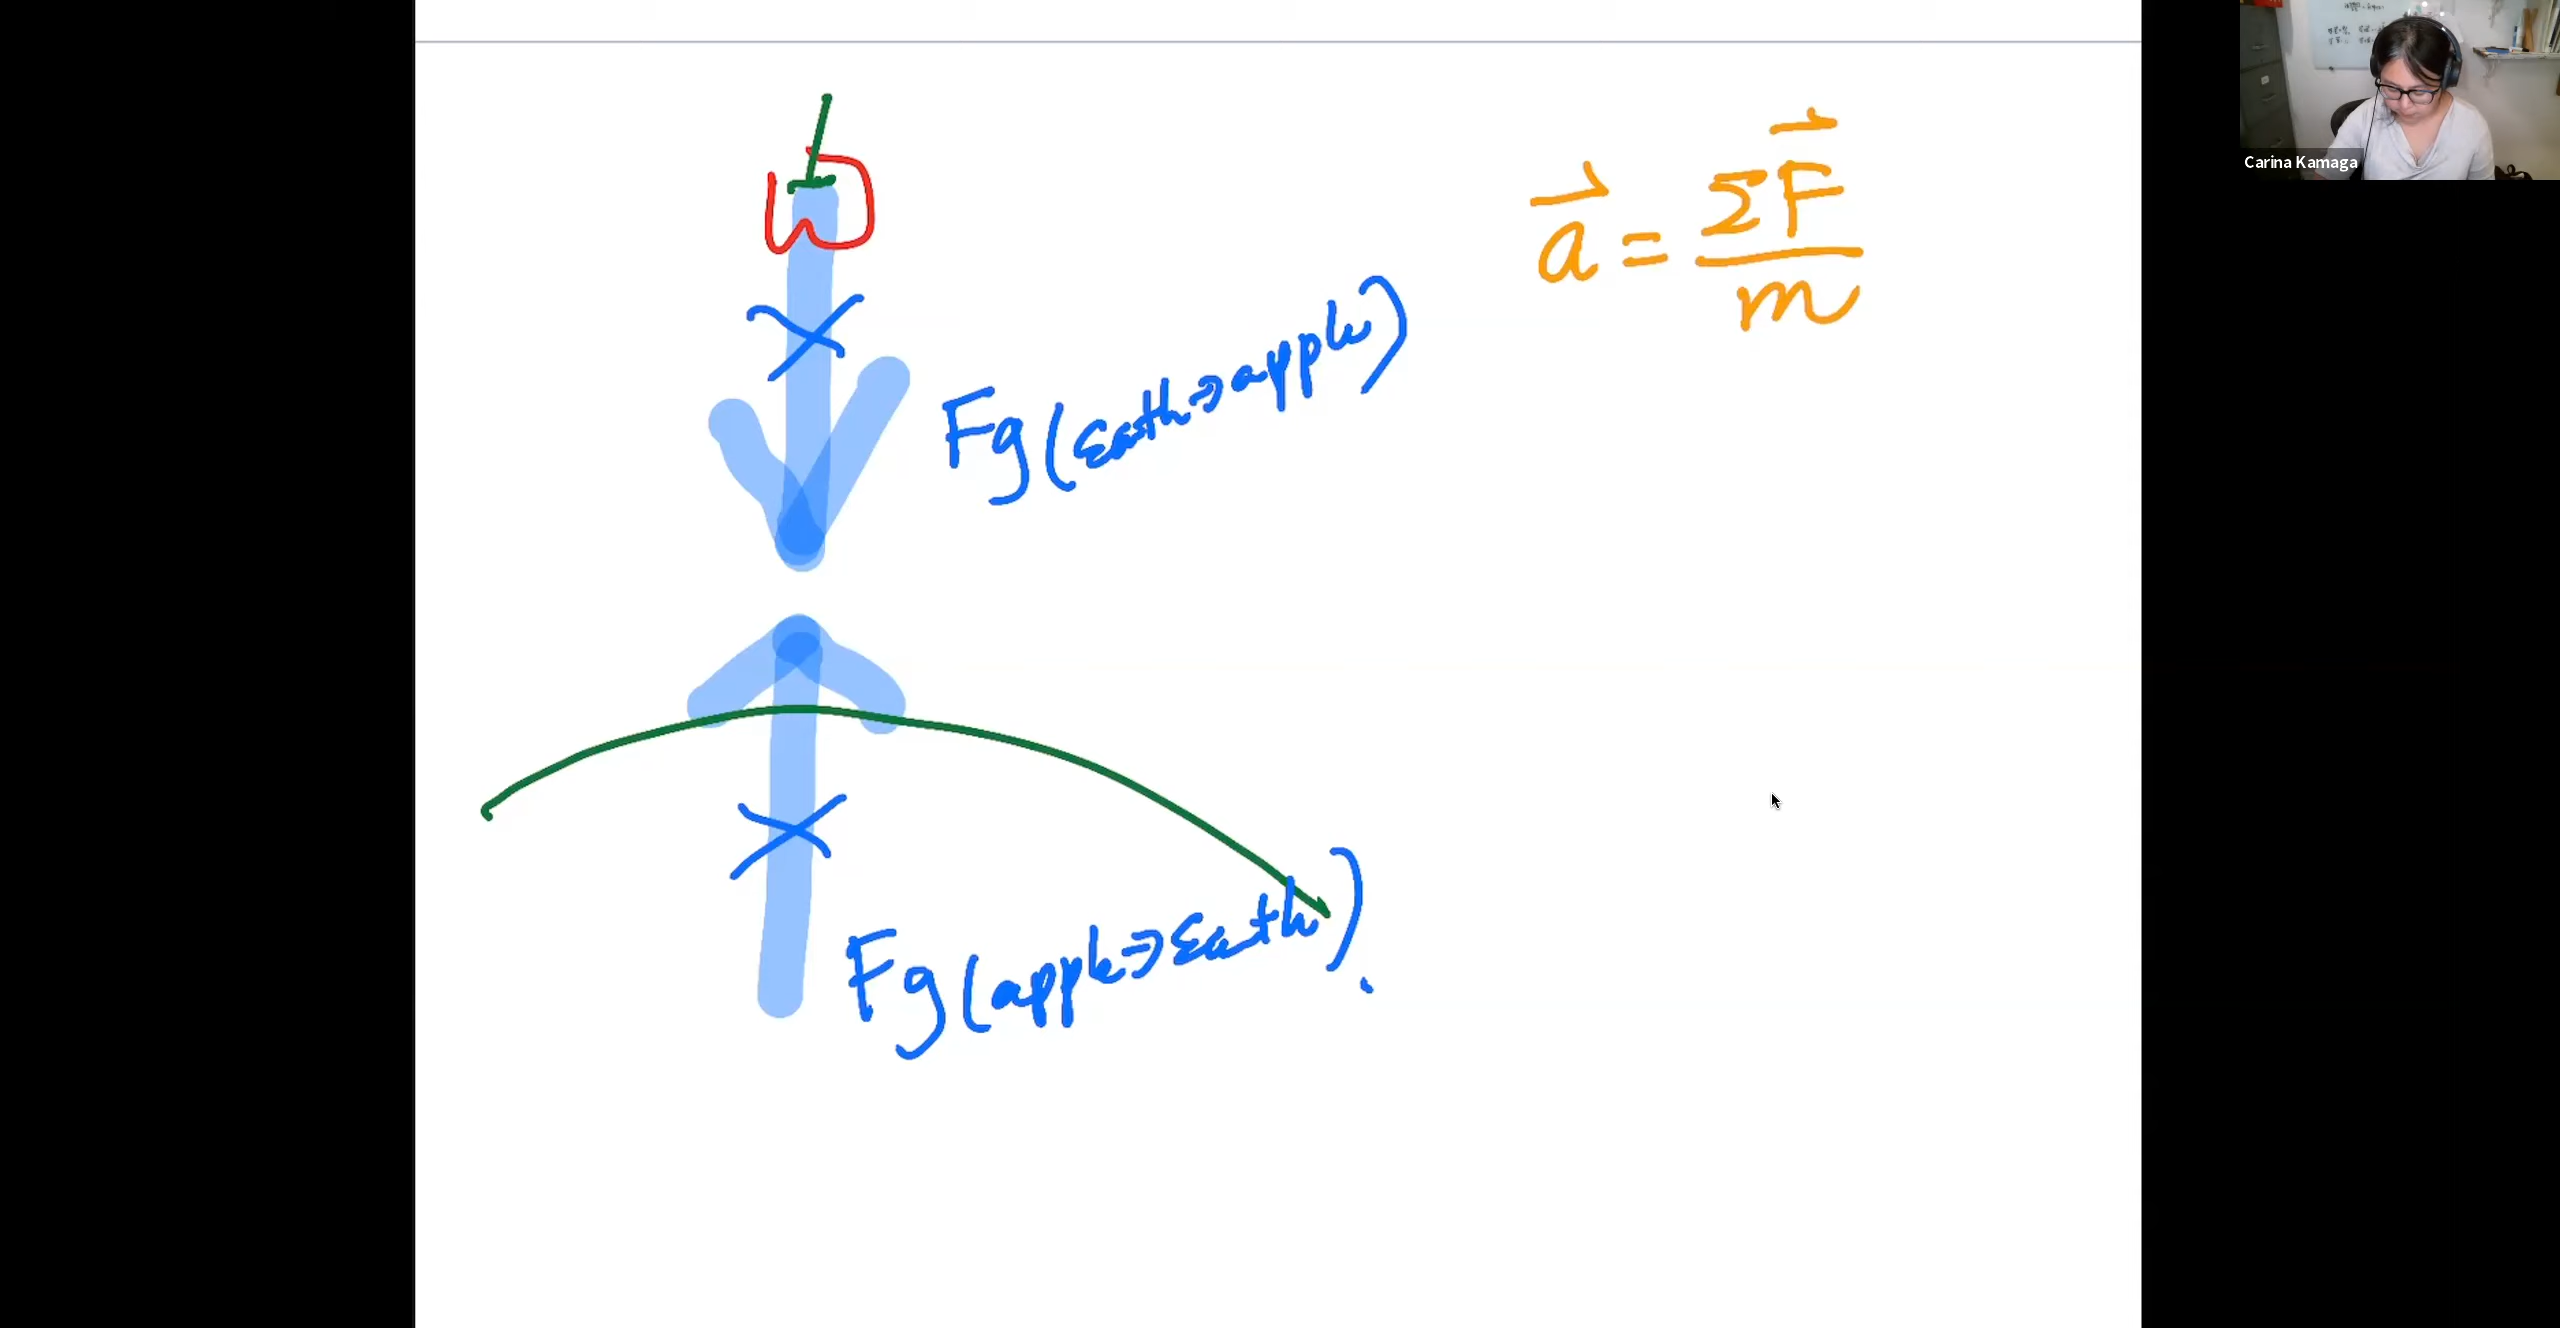 a = ΣF
m
Fg (Earth → apple)
Fg (apple → Earth).
Carina Kamaga